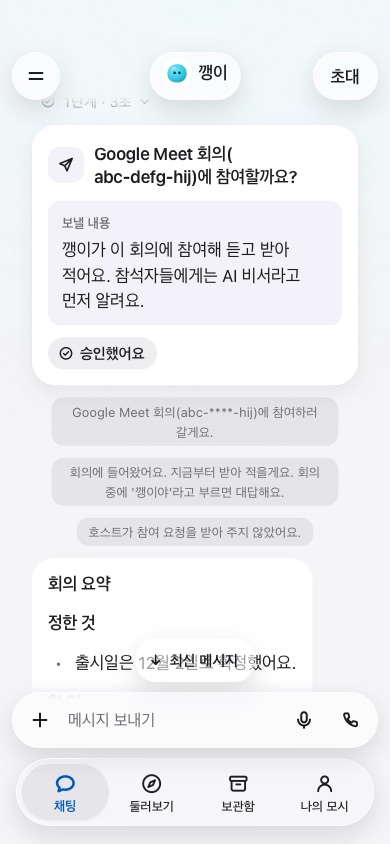 깽이
초대
1단계 · 3초
Google Meet 회의(
abc-defg-hij)에 참여할까요?
보낼 내용
깽이가 이 회의에 참여해 듣고 받아
적어요. 참석자들에게는 AI 비서라고
먼저 알려요.
승인했어요
Google Meet 회의(abc-****-hij)에 참여하러
갈게요.
회의에 들어왔어요. 지금부터 받아 적을게요. 회의
중에 '깽이야'라고 부르면 대답해요.
호스트가 참여 요청을 받아 주지 않았어요.
회의 요약
정한 것
출시일은 12월
했어요.
최신 메시지
메시지 보내기
채팅
둘러보기
보관함
나의 모시